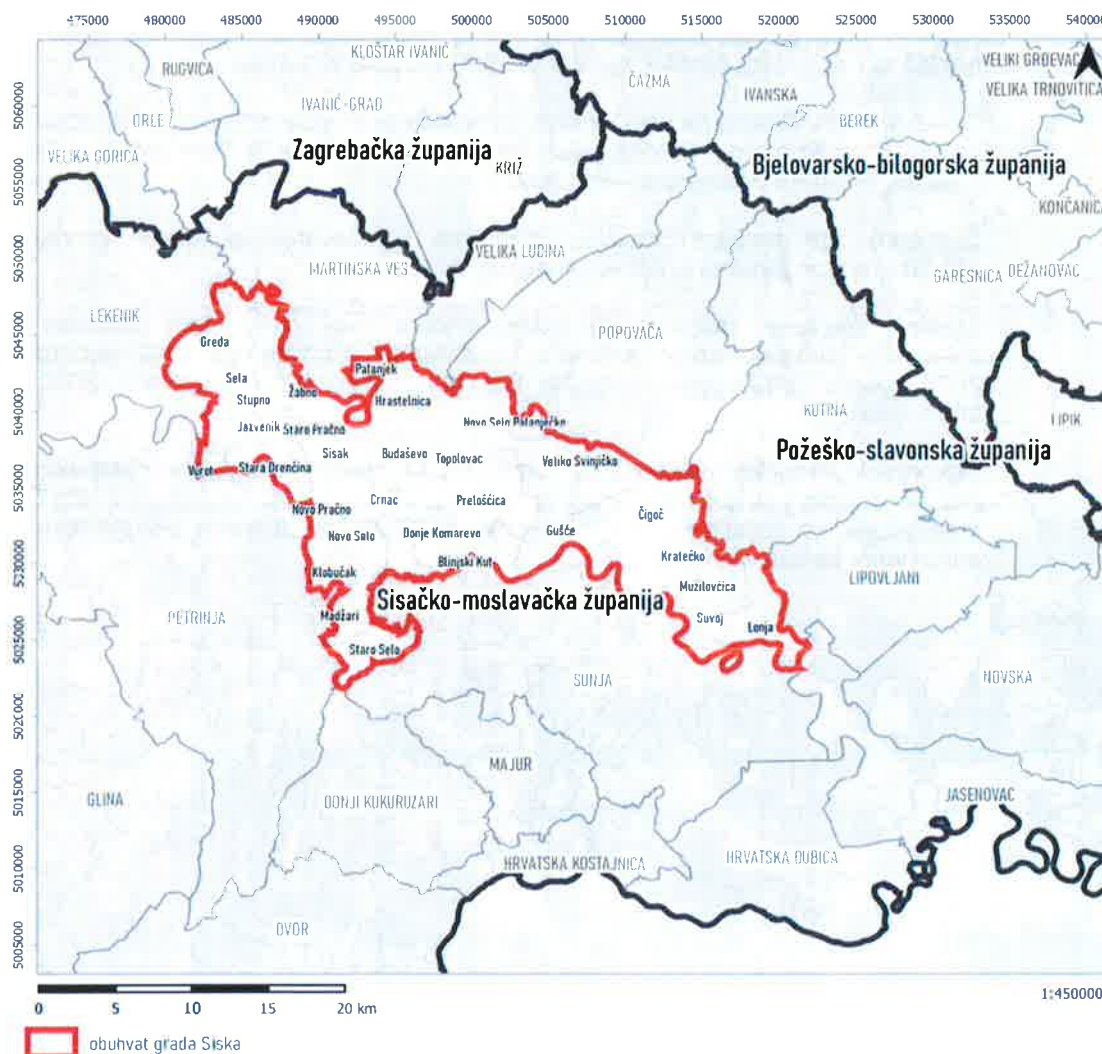 475000 480000 485000 490000 495000 500000 505000 510000 515000 520000 525000 530000 535000 540000
5060000
5055000
5050000
5045000
5040000
5035000
5030000
5025000
5020000
5015000
5010000
5005000
KLOŠTAR IVANIĆ
RUGVICA
ČAZMA
VELIKI GRĐEVAC
IVANSKA
VELIKA TRNOVITICA
IVANIĆ-GRAD
ORLE
BEREK
VELIKA GORICA
Zagrebačka županija
KRIŽ
Bjelovarsko-bilogorska županija
KONČANICA
VELIKA LUDINA
MARTINSKA VES
GAREŠNICA
DEŽANOVAC
LEKENIK
POPOVAČA
Greda
Palanjek
Sela
Žabno
Hrastelnica
Stupno
KUTINA
LIPIK
Jazvenik
Staro Pračno
Novo Selo Palanječko
Sisak
Budaševo
Topolovac
Veliko Svinjičko
Požeško-slavonska županija
Vurot
Stara Drenčina
Crnac
Prelošćica
Novo Pračno
Čigoč
Novo Selo
Donje Komarevo
Gušće
Kratečko
Blinjski Kut
Klobučak
LIPOVLJANI
Muzilovčica
Sisačko-moslavačka županija
PETRINJA
Madžari
Suvoj
Lonja
Staro Selo
SUNJA
NOVSKA
MAJUR
GLINA
DONJI KUKURUZARI
JASENOVAC
HRVATSKA KOSTAJNICA
HRVATSKA DUBICA
DVOR
0 5 10 15 20 km
1:450000
obuhvat grada Siska